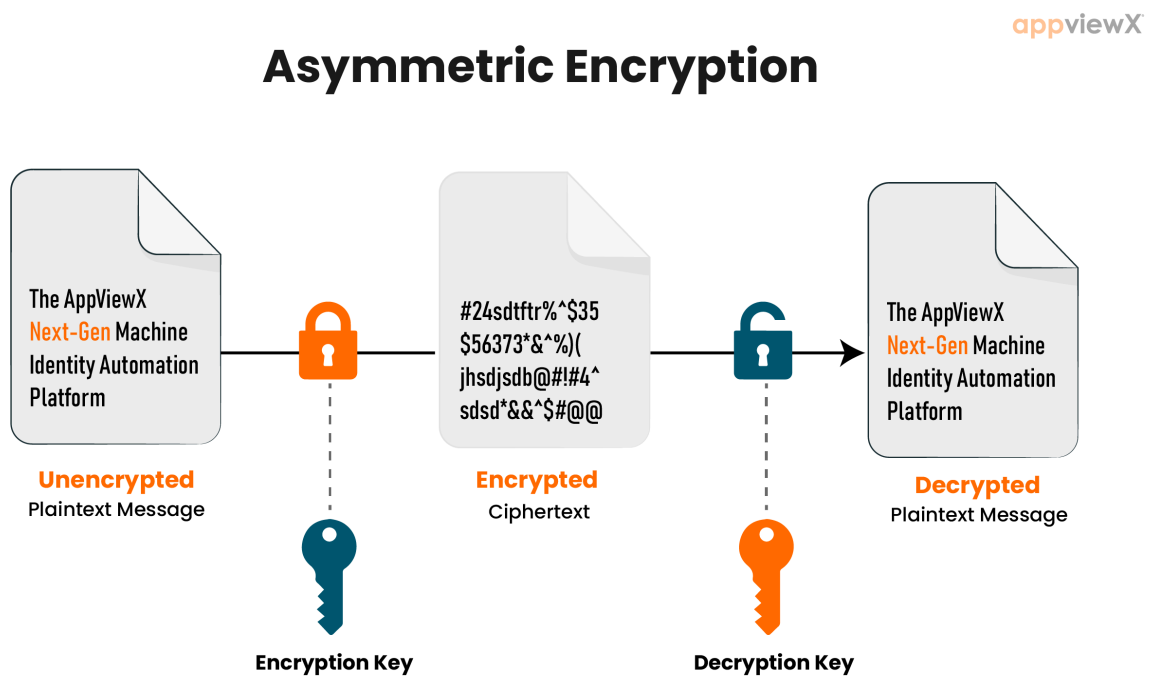 appviewX
Asymmetric Encryption
The AppViewX
Next-Gen Machine
Identity Automation
Platform
#24sdtftr%^$35
$56373*&^%)(
jhsdjsdb@#!#4^
sdsd*&&^$#@@
The AppViewX
Next-Gen Machine
Identity Automation
Platform
Unencrypted
Plaintext Message
Encrypted
Ciphertext
Decrypted
Plaintext Message
Encryption Key
Decryption Key